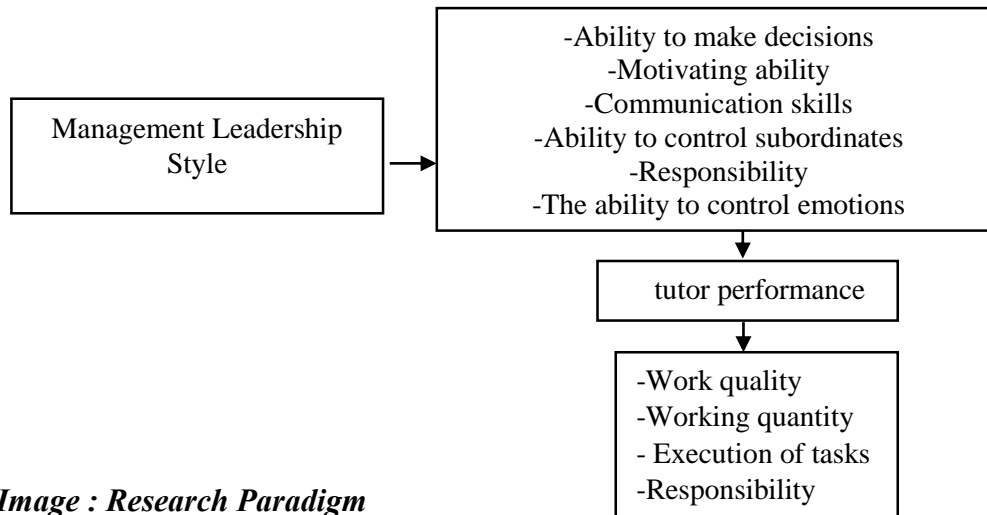 -Ability to make decisions
-Motivating ability
-Communication skills
-Ability to control subordinates
-Responsibility
-The ability to control emotions
Management Leadership
Style
tutor performance
-Work quality
-Working quantity
- Execution of tasks
-Responsibility
Image : Research Paradigm